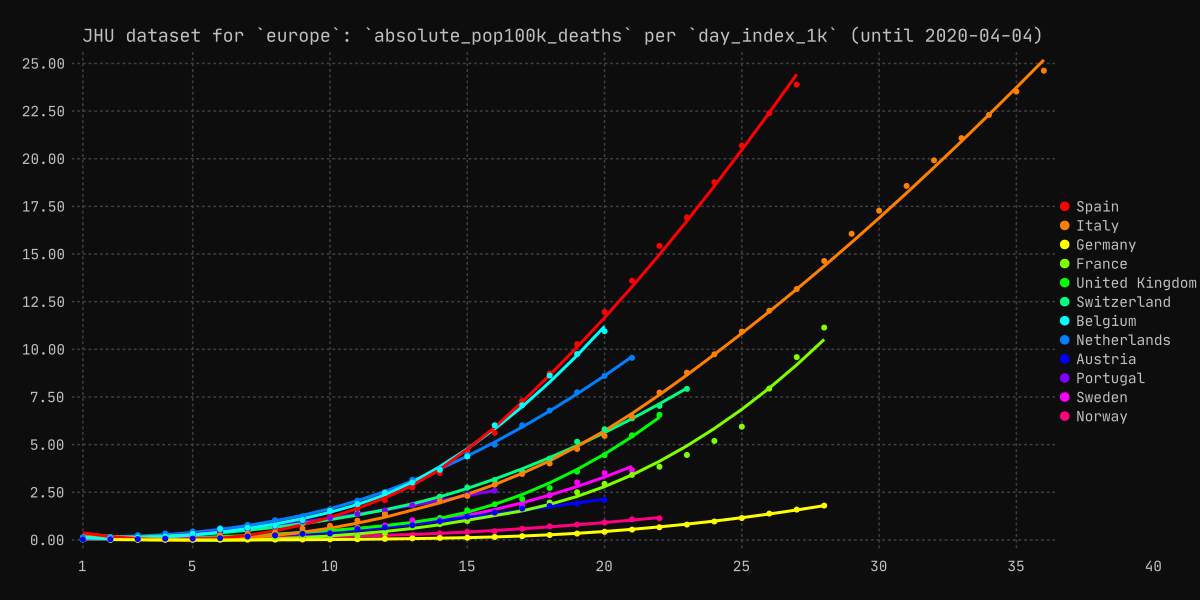 JHU dataset for `europe`: `absolute_pop100k_deaths` per `day_index_1k` (until 2020-04-04)
25.00
22.50
20.00
17.50
15.00
12.50
10.00
7.50
5.00
2.50
0.00
1 5 10 15 20 25 30 35 40
Spain
Italy
Germany
France
United Kingdom
Switzerland
Belgium
Netherlands
Austria
Portugal
Sweden
Norway